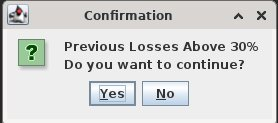 Confirmation
Previous Losses Above 30%
Do you want to continue?
Yes No